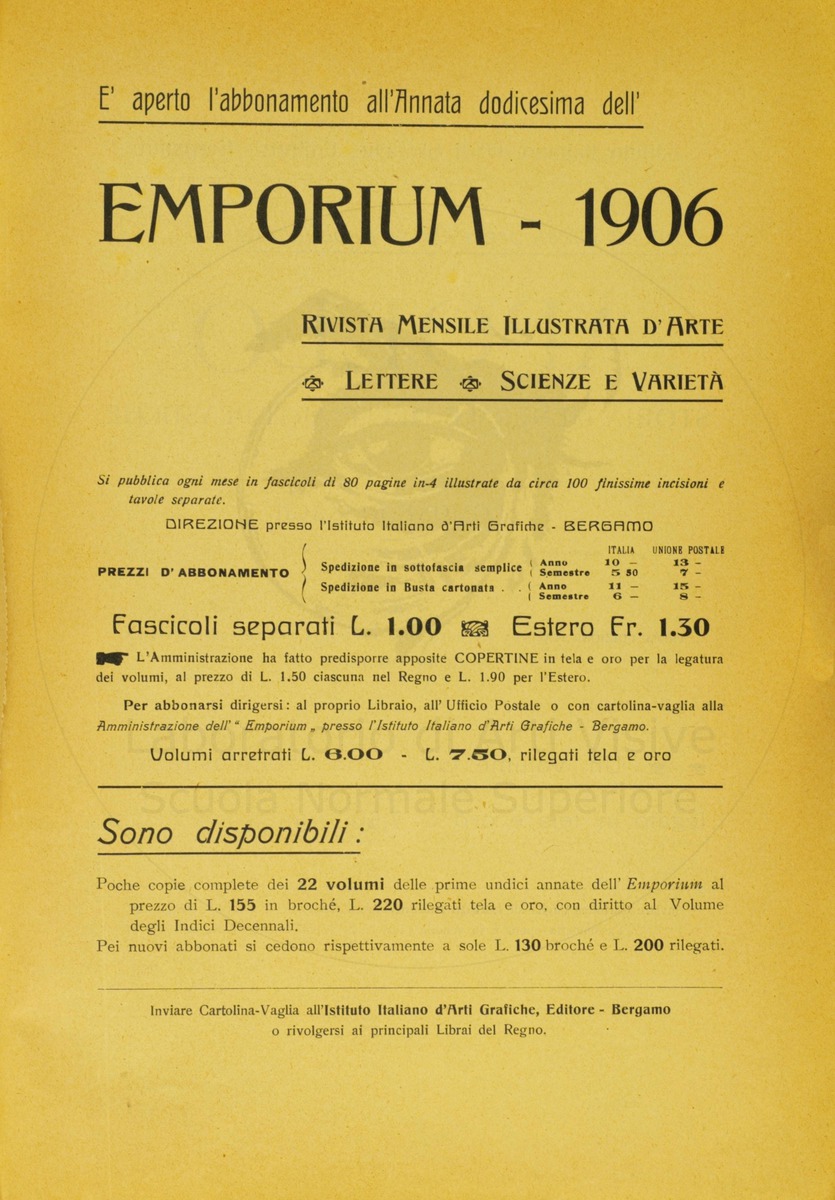 E' aperto l'abbonamento all'Annata dodicesima dell'
EMPORIUM - 1906
RIVISTA MENSILE ILLUSTRATA D'ARTE
LETTERE SCIENZE E VARIETÀ
Si pubblica ogni mese in fascicoli di 80 pagine in-4 illustrate da circa 100 finissime incisioni e
tavole separate.
DIREZIONE presso l'Istituto Italiano d'Arti Grafiche - BERGAMO
ITALIA UNIONE POSTALE
PREZZI D'ABBONAMENTO
Spedizione in sottofascia semplice Anno 10 — 13 -
Semestre 5 50 7 -
Spedizione in Busta cartonata . . Anno 11 — 15 -
Semestre 6 — 8 -
Fascicoli separati L. 1.00 Estero Fr. 1.30
L'Amministrazione ha fatto predisporre apposite COPERTINE in tela e oro per la legatura
dei volumi, al prezzo di L. 1.50 ciascuna nel Regno e L. 1.90 per l'Estero.
Per abbonarsi dirigersi: al proprio Libraio, all' Ufficio Postale o con cartolina-vaglia alla
Amministrazione dell' “ Emporium „ presso l'Istituto Italiano d'Arti Grafiche - Bergamo.
Volumi arretrati L. 6.00 - L. 7.50, rilegati tela e oro
Scuola Normale Superiore
Sono disponibili :
Poche copie complete dei 22 volumi delle prime undici annate dell' Emporium al
prezzo di L. 155 in broché, L. 220 rilegati tela e oro, con diritto al Volume
degli Indici Decennali.
Pei nuovi abbonati si cedono rispettivamente a sole L. 130 broché e L. 200 rilegati.
Inviare Cartolina-Vaglia all'Istituto Italiano d'Arti Grafiche, Editore - Bergamo
o rivolgersi ai principali Librai del Regno.